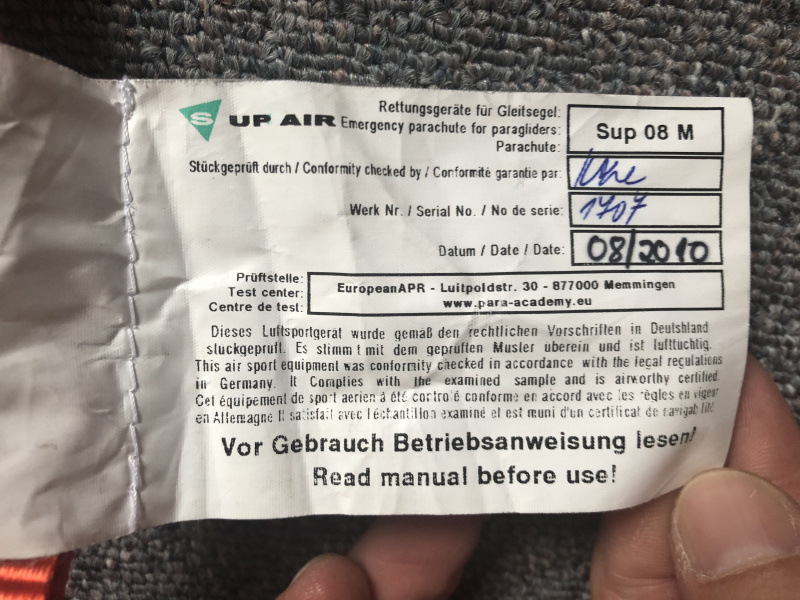 S UP AIR
Rettungsgeräte für Gleitsegel:
Emergency parachute for paragliders:
Parachute:
Sup 08 M
Stückgeprüft durch / Conformity checked by / Conformité garantie par:
Werk Nr. / Serial No. / No de serie:
1707
Datum / Date / Date:
08/2010
Prüftstelle:
Test center:
Centre de test:
EuropeanAPR - Luitpoldstr. 30 - 877000 Memmingen
www.para-academy.eu
Dieses Luftsportgerät wurde gemäß den rechtlichen Vorschriften in Deutshland
stuckgeprüft. Es stimmt mit dem geprüften Muster uberein und ist lufttüchtig.
This air sport equipment was conformity checked in accordance with the legal regulations
in Germany. It Complies with the examined sample and is airworthy certified.
Cet équipement de sport aerien à été controlé conforme en accord avec les règles en vigeur
en Allemagne Il satisfait avec l'échantillon examiné et est muni d'un certificat de navigabilité
Vor Gebrauch Betriebsanweisung lesen!
Read manual before use!